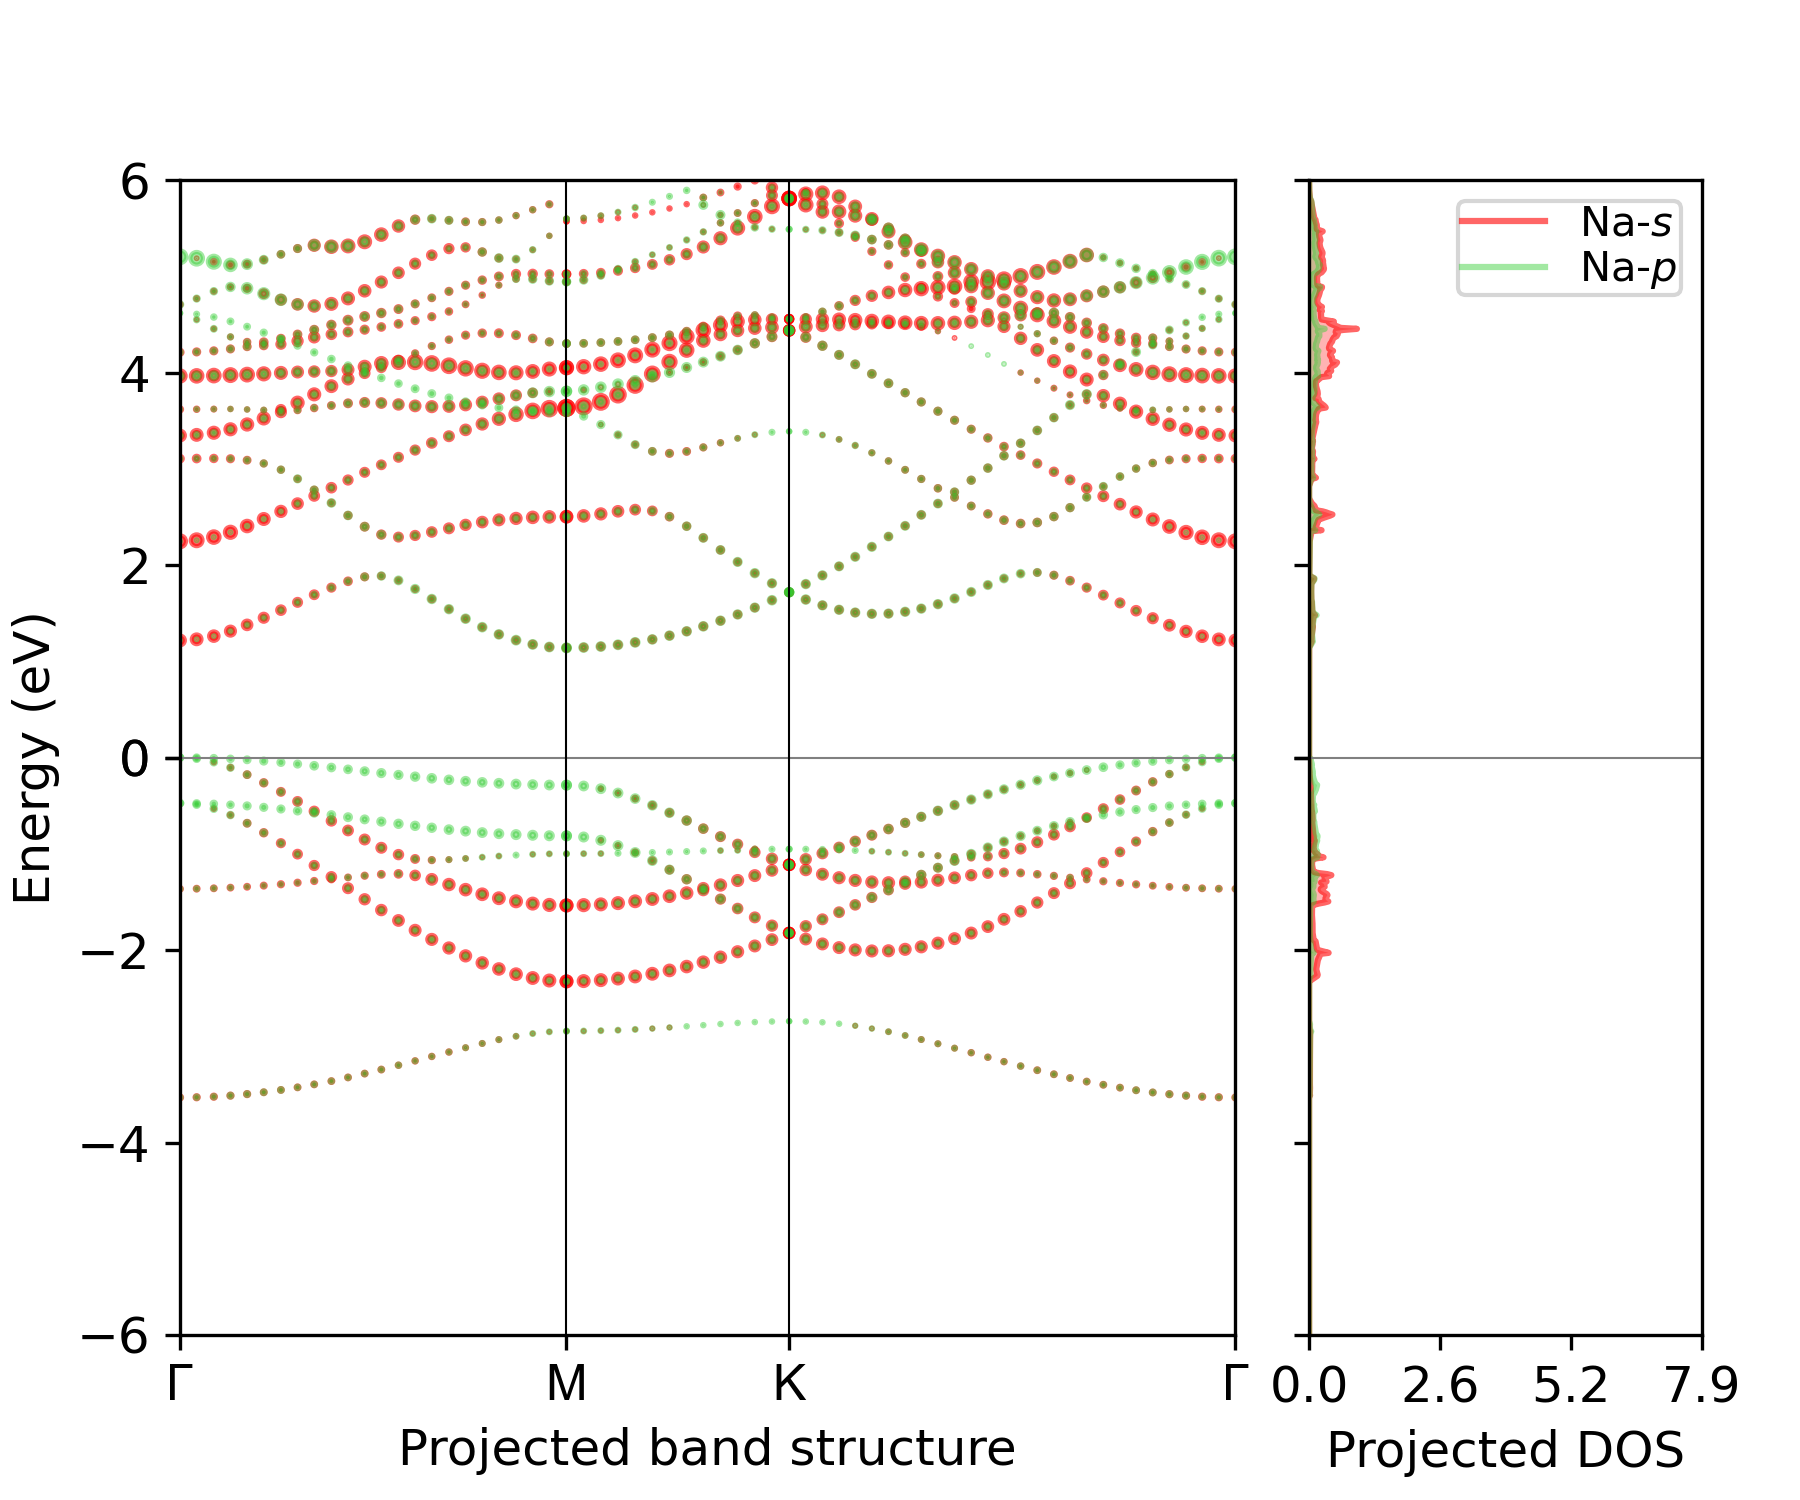 Energy (eV)
6
4
2
0
−2
−4
−6
Γ
M
K
Γ
Projected band structure
Na-s
Na-p
0.0
2.6
5.2
7.9
Projected DOS